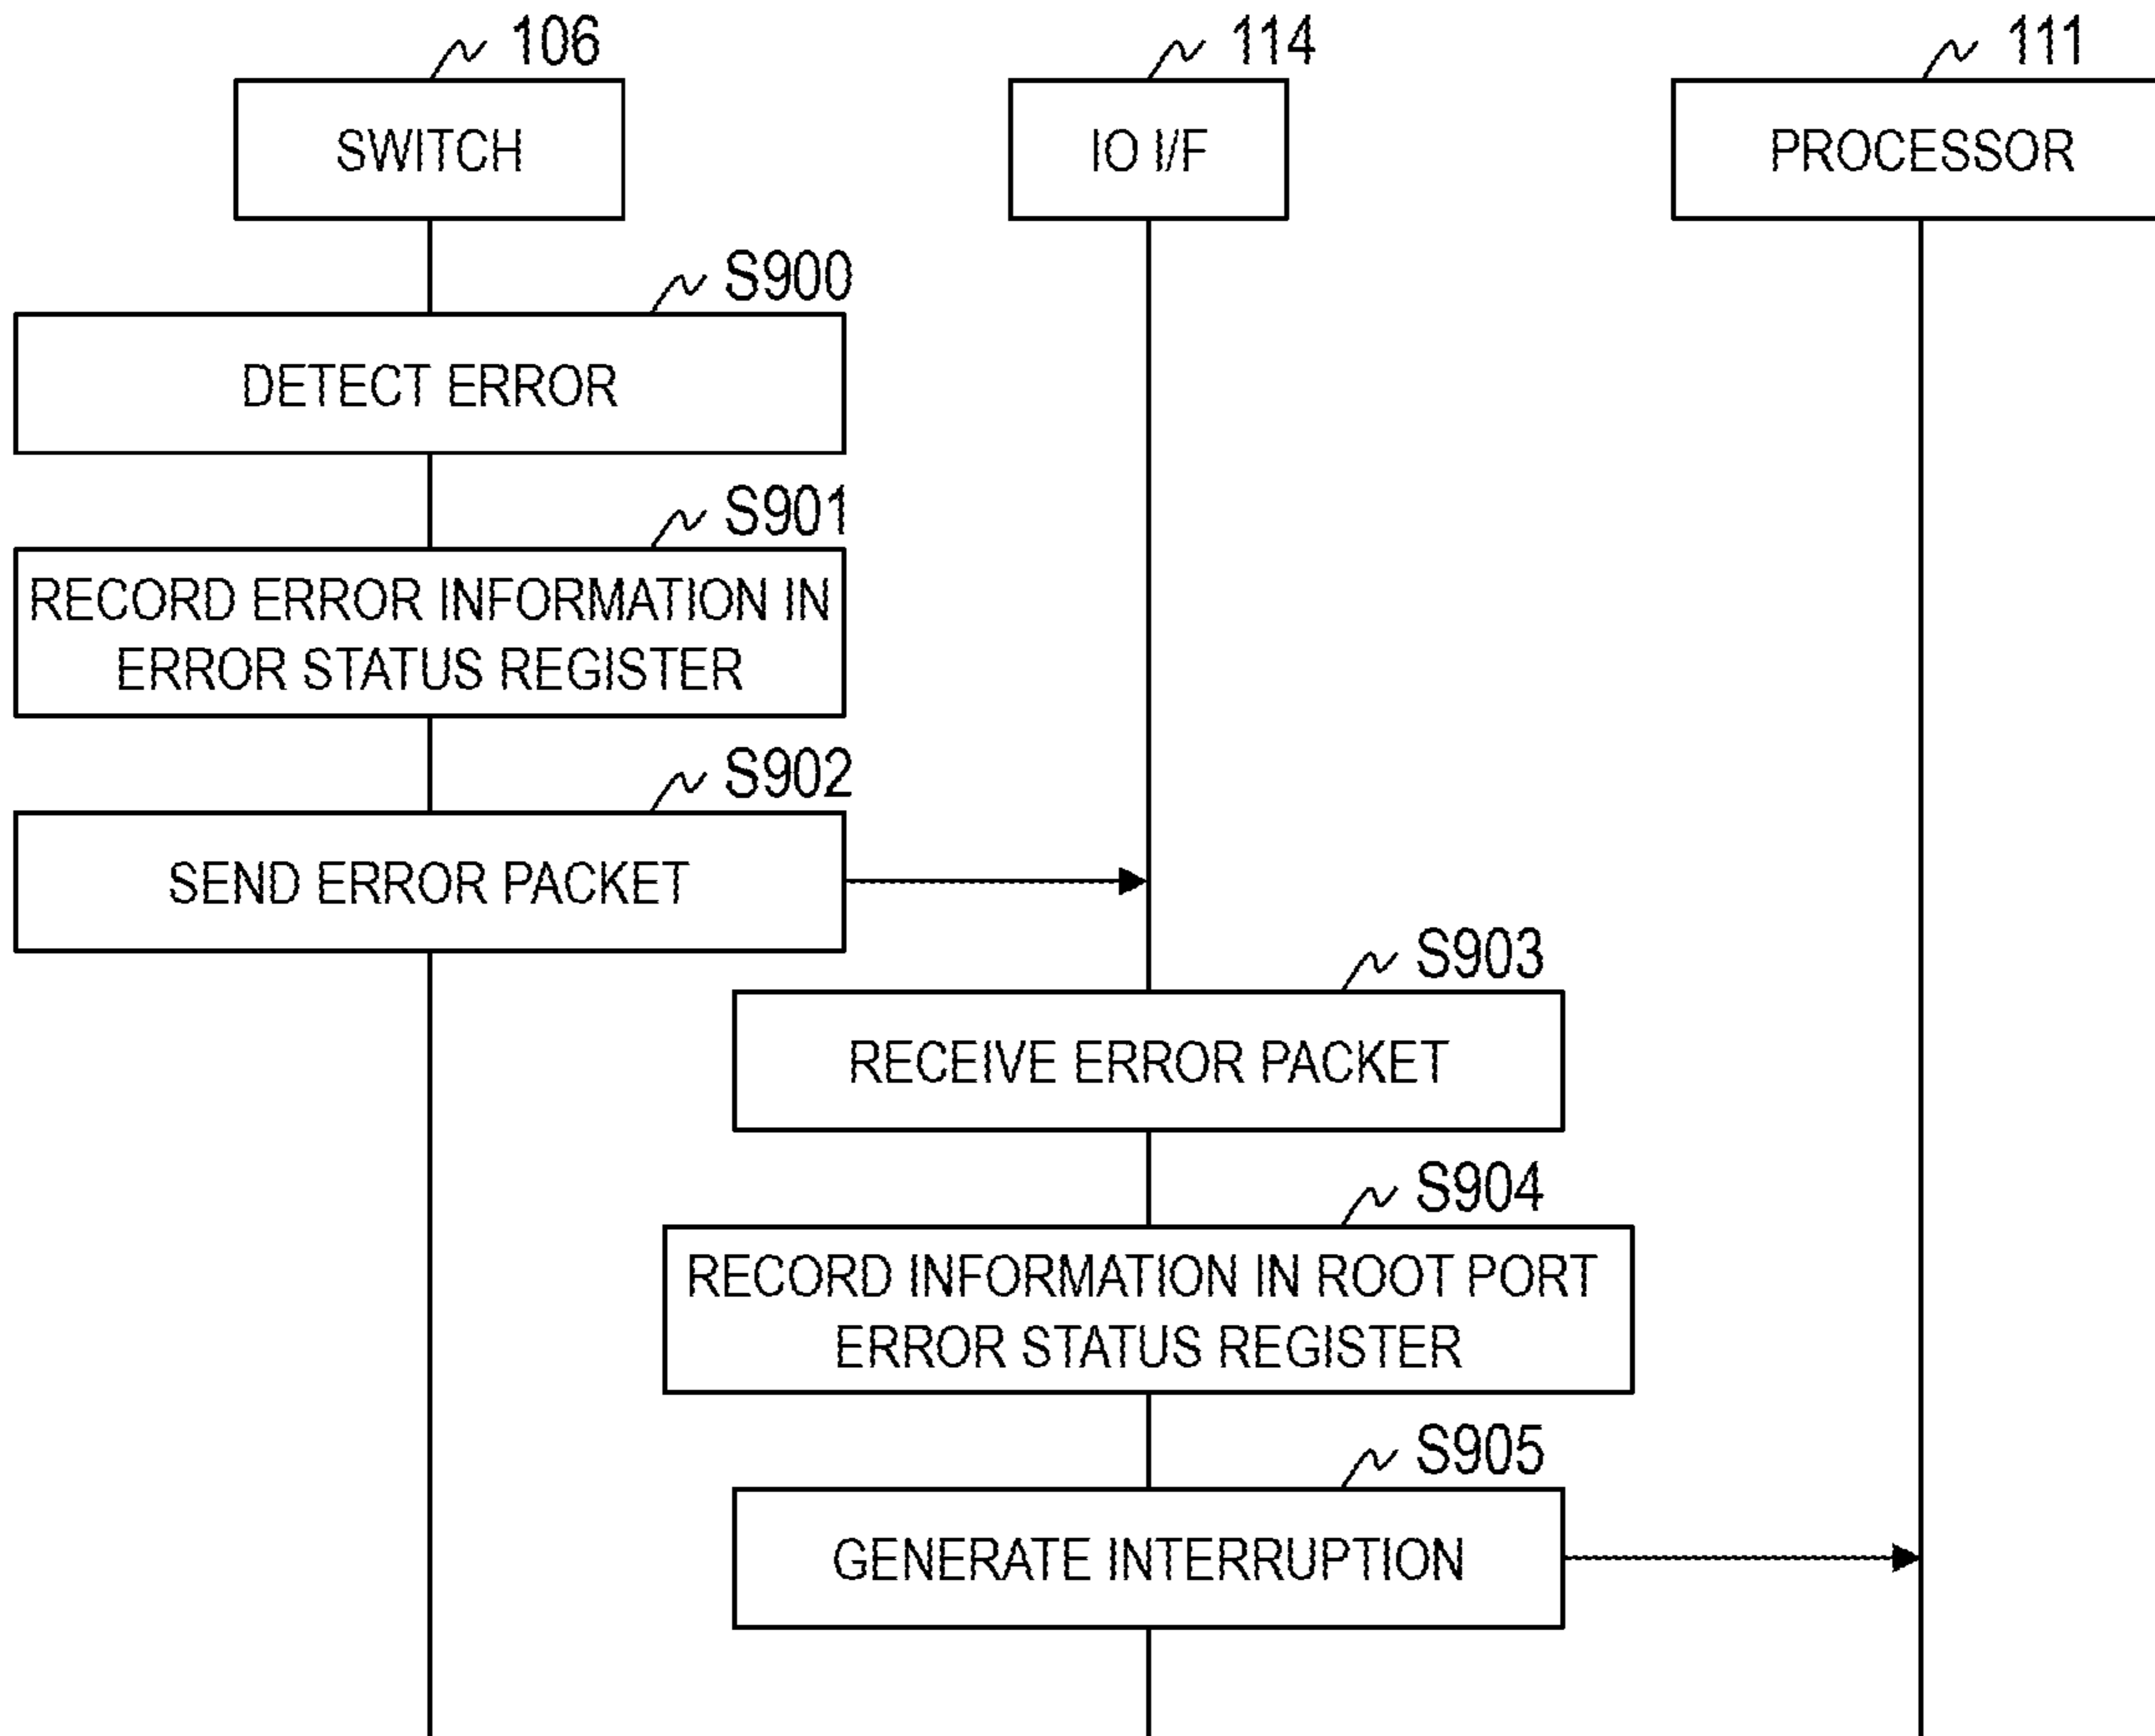 106
114
111
SWITCH
IO I/F
PROCESSOR
S900
DETECT ERROR
S901
RECORD ERROR INFORMATION IN
ERROR STATUS REGISTER
S902
SEND ERROR PACKET
S903
RECEIVE ERROR PACKET
S904
RECORD INFORMATION IN ROOT PORT
ERROR STATUS REGISTER
S905
GENERATE INTERRUPTION